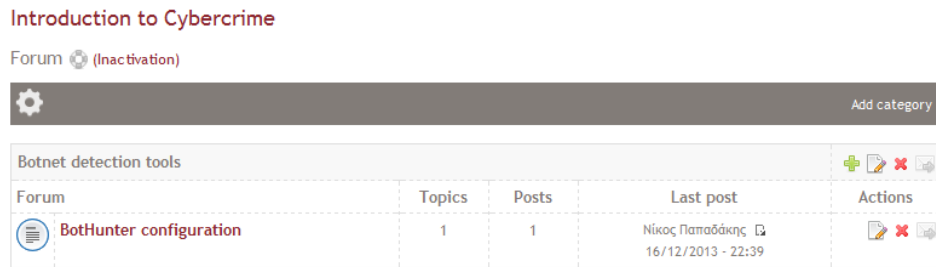 Introduction to Cybercrime
Forum (Inactivation)
Add category
Botnet detection tools
Forum Topics Posts Last post Actions
BotHunter configuration 1 1 Νίκος Παπαδάκης
16/12/2013 - 22:39